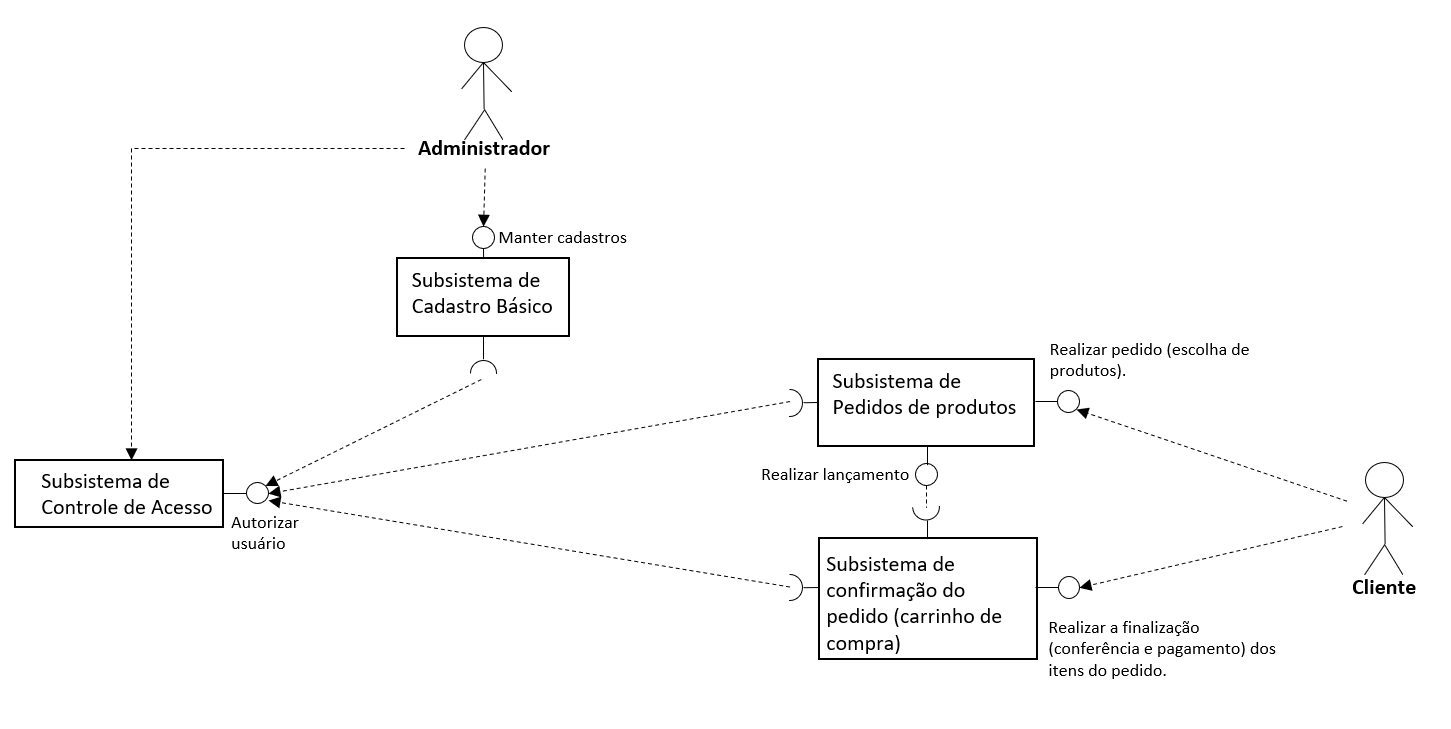 Administrador
Manter cadastros
Subsistema de
Cadastro Básico
Realizar pedido (escolha de
produtos).
Subsistema de
Pedidos de produtos
Realizar lançamento
Subsistema de
Controle de Acesso
Autorizar
usuário
Subsistema de
confirmação do
pedido (carrinho de
compra)
Cliente
Realizar a finalização
(conferência e pagamento) dos
itens do pedido.